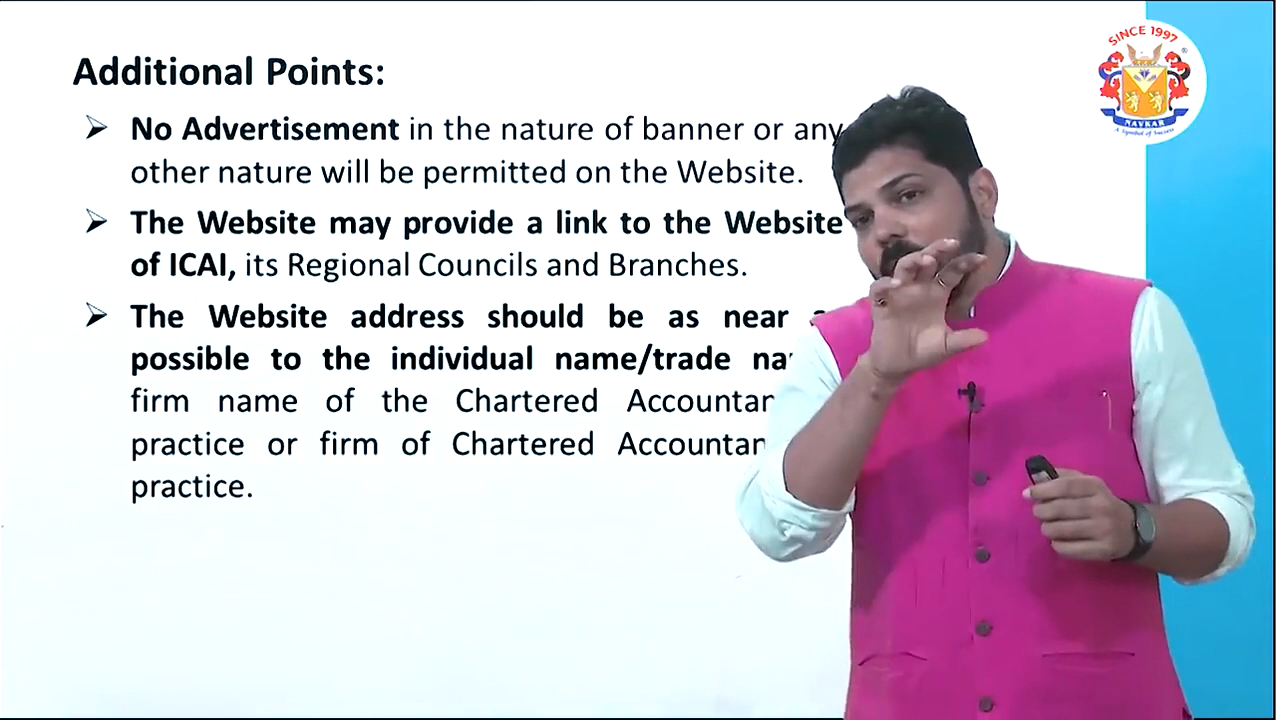 Additional Points:
➢ No Advertisement in the nature of banner or any
other nature will be permitted on the Website.
➢ The Website may provide a link to the Website
of ICAI, its Regional Councils and Branches.
➢ The Website address should be as near
possible to the individual name/trade
firm name of the Chartered
practice or firm of Chartered
practice.
SINCE 1997
NAVKAR
A Symbol of Success